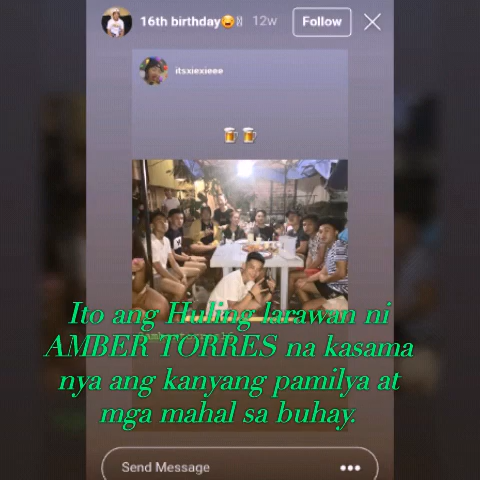 16th birthday😂🍻 12w Follow
itsxiexieee
🍺🍺
Ito ang Huling larawan ni
AMBER TORRES na kasama
nya ang kanyang pamilya at
mga mahal sa buhay.
Send Message